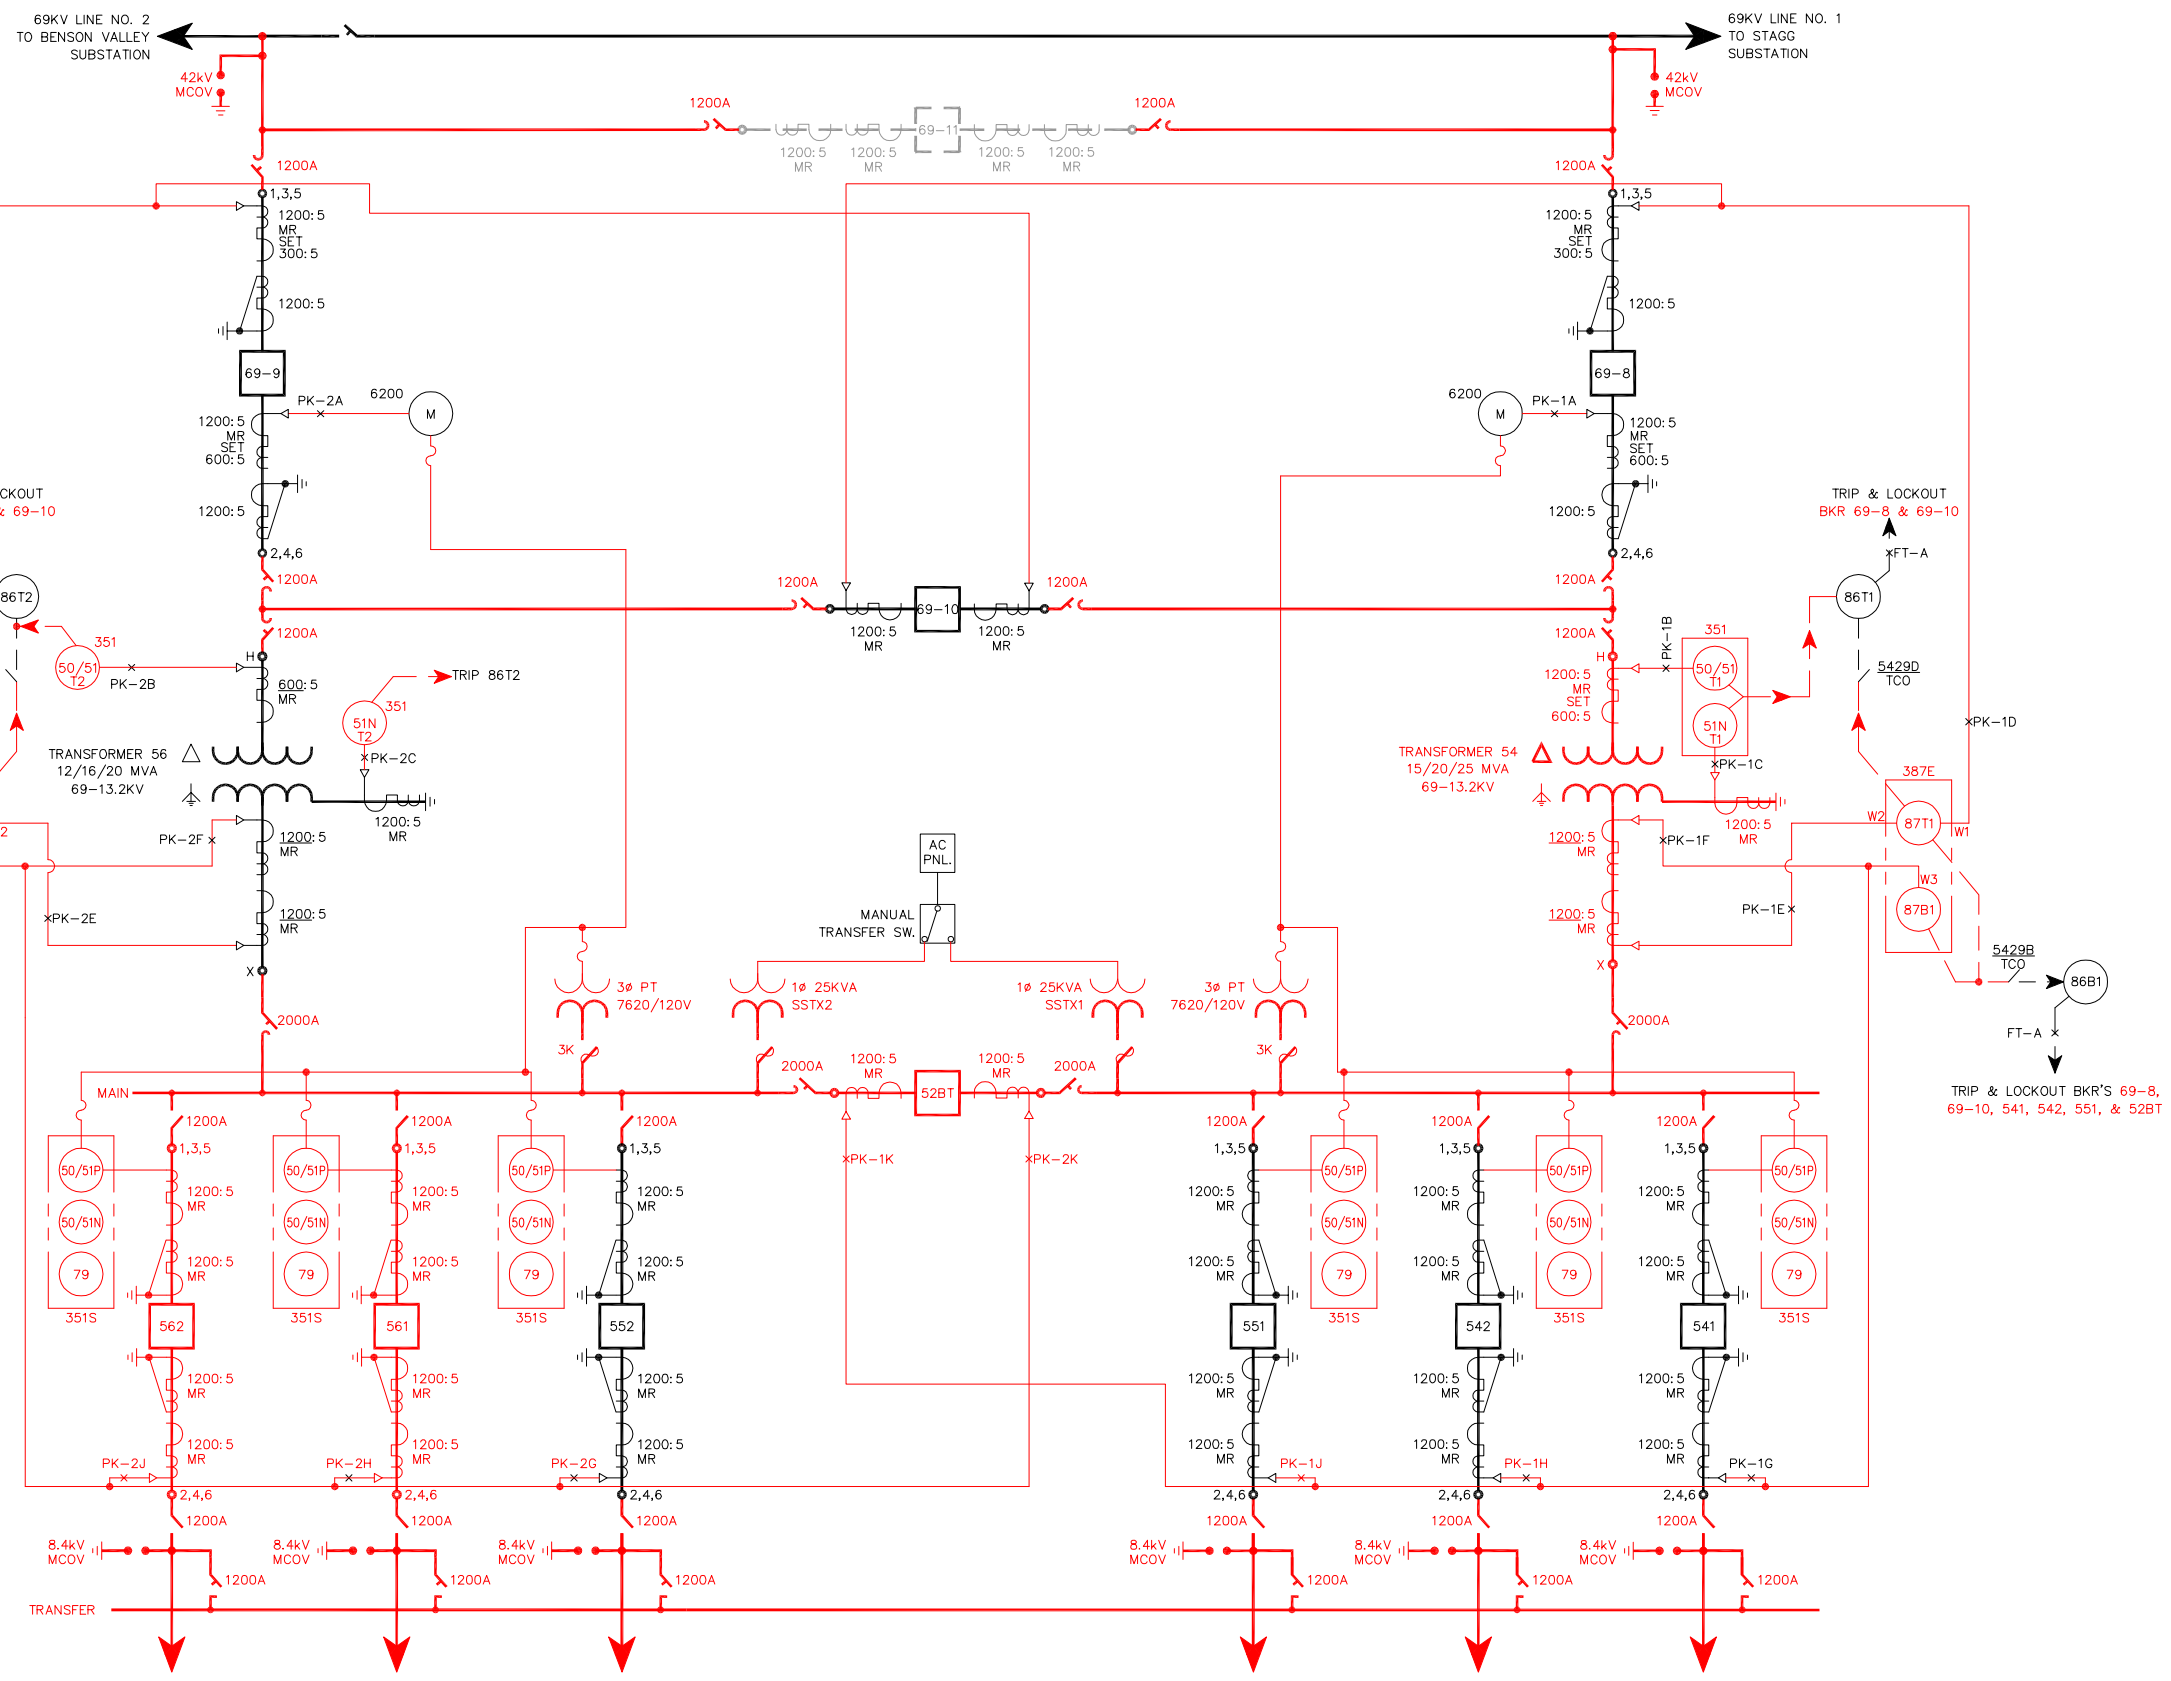 69KV LINE NO. 2
TO BENSON VALLEY
SUBSTATION
69KV LINE NO. 1
TO STAGG
SUBSTATION
42kV
MCOV
42kV
MCOV
1200A
69-11
1200A
1200:5
MR
1200:5
MR
1200:5
MR
1200:5
MR
1200A
1200A
1,3,5
1200:5
MR
SET
300:5
1,3,5
1200:5
MR
SET
300:5
1200:5
1200:5
69-9
69-8
PK-2A
6200
M
6200
M
PK-1A
1200:5
MR
SET
600:5
1200:5
MR
SET
600:5
1200:5
1200:5
CKOUT
& 69-10
TRIP & LOCKOUT
BKR 69-8 & 69-10
FT-A
2,4,6
2,4,6
1200A
1200A
1200A
1200A
69-10
1200:5
MR
1200:5
MR
86T2
86T1
351
50/51
T2
PK-2B
1200A
H
600:5
MR
351
51N
T2
TRIP 86T2
PK-2C
1200A
H
PK-1B
351
50/51
T1
51N
T1
PK-1C
1200:5
MR
SET
600:5
5429D
TCO
PK-1D
TRANSFORMER 56
12/16/20 MVA
69-13.2KV
TRANSFORMER 54
15/20/25 MVA
69-13.2KV
387E
1200:5
MR
1200:5
MR
2
W2
87T1
W1
PK-2F
1200:5
MR
1200:5
MR
PK-1F
W3
87B1
AC
PNL.
PK-2E
1200:5
MR
MANUAL
TRANSFER SW.
1200:5
MR
PK-1E
5429B
TCO
86B1
X
X
3ø PT
7620/120V
1ø 25KVA
SSTX2
1ø 25KVA
SSTX1
3ø PT
7620/120V
2000A
2000A
FT-A
3K
3K
2000A
1200:5
MR
52BT
1200:5
MR
2000A
TRIP & LOCKOUT BKR'S 69-8,
69-10, 541, 542, 551, & 52BT
MAIN
1200A
1200A
1200A
1200A
1200A
1200A
1,3,5
1,3,5
1,3,5
1,3,5
1,3,5
1,3,5
PK-1K
PK-2K
50/51P
50/51P
50/51P
50/51P
50/51P
50/51P
1200:5
MR
1200:5
MR
1200:5
MR
1200:5
MR
1200:5
MR
1200:5
MR
50/51N
50/51N
50/51N
50/51N
50/51N
50/51N
1200:5
MR
1200:5
MR
1200:5
MR
1200:5
MR
1200:5
MR
1200:5
MR
79
79
79
79
79
79
351S
351S
351S
351S
351S
351S
562
561
552
551
542
541
1200:5
MR
1200:5
MR
1200:5
MR
1200:5
MR
1200:5
MR
1200:5
MR
1200:5
MR
1200:5
MR
1200:5
MR
1200:5
MR
1200:5
MR
1200:5
MR
PK-2J
PK-2H
PK-2G
PK-1J
PK-1H
PK-1G
2,4,6
2,4,6
2,4,6
2,4,6
2,4,6
2,4,6
1200A
1200A
1200A
1200A
1200A
1200A
8.4kV
MCOV
8.4kV
MCOV
8.4kV
MCOV
8.4kV
MCOV
8.4kV
MCOV
8.4kV
MCOV
1200A
1200A
1200A
1200A
1200A
1200A
TRANSFER